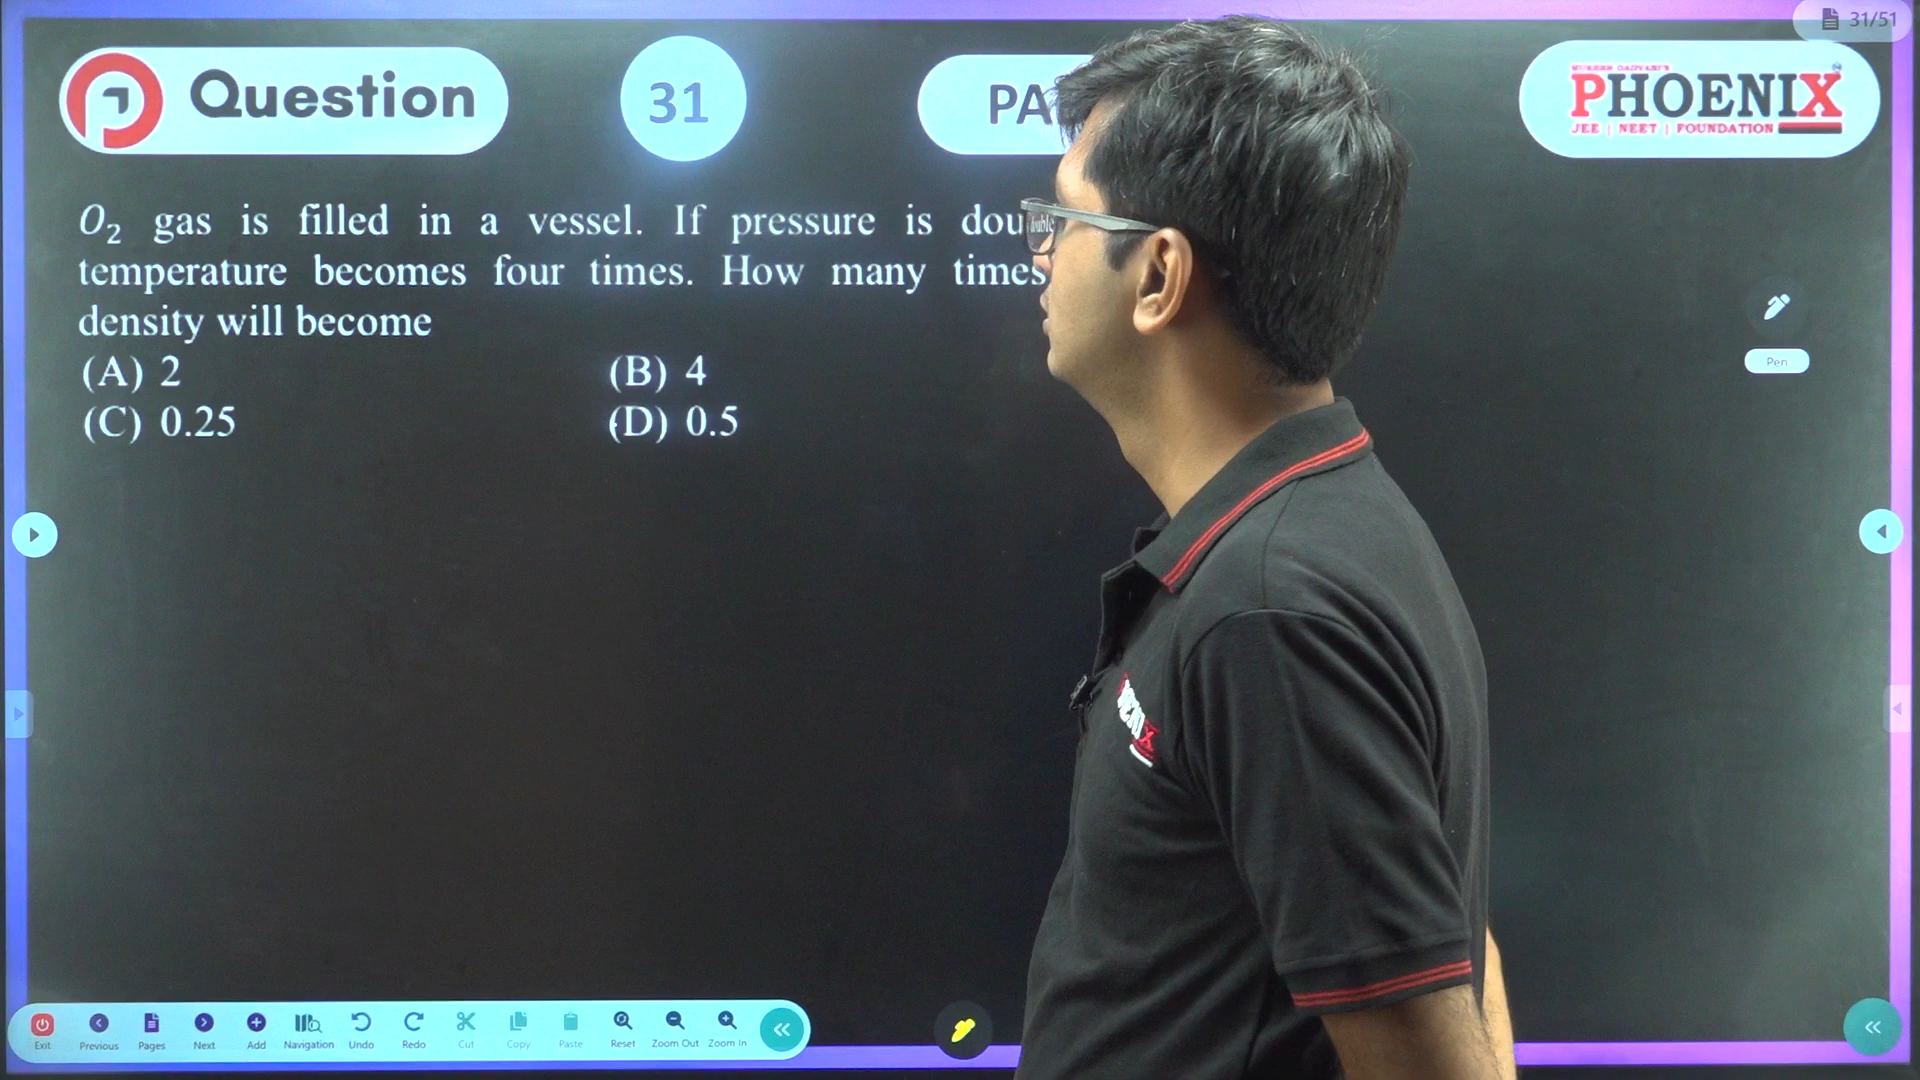 31/51
Question
31
PA
MUKESH DADWANI'S
PHOENIX
JEE | NEET | FOUNDATION
O₂ gas is filled in a vessel. If pressure is dou
temperature becomes four times. How many times
density will become
(A) 2
(B) 4
(C) 0.25
(D) 0.5
Pen
Exit
Previous
Pages
Next
Add
Navigation
Undo
Redo
Cut
Copy
Paste
Reset
Zoom Out
Zoom In